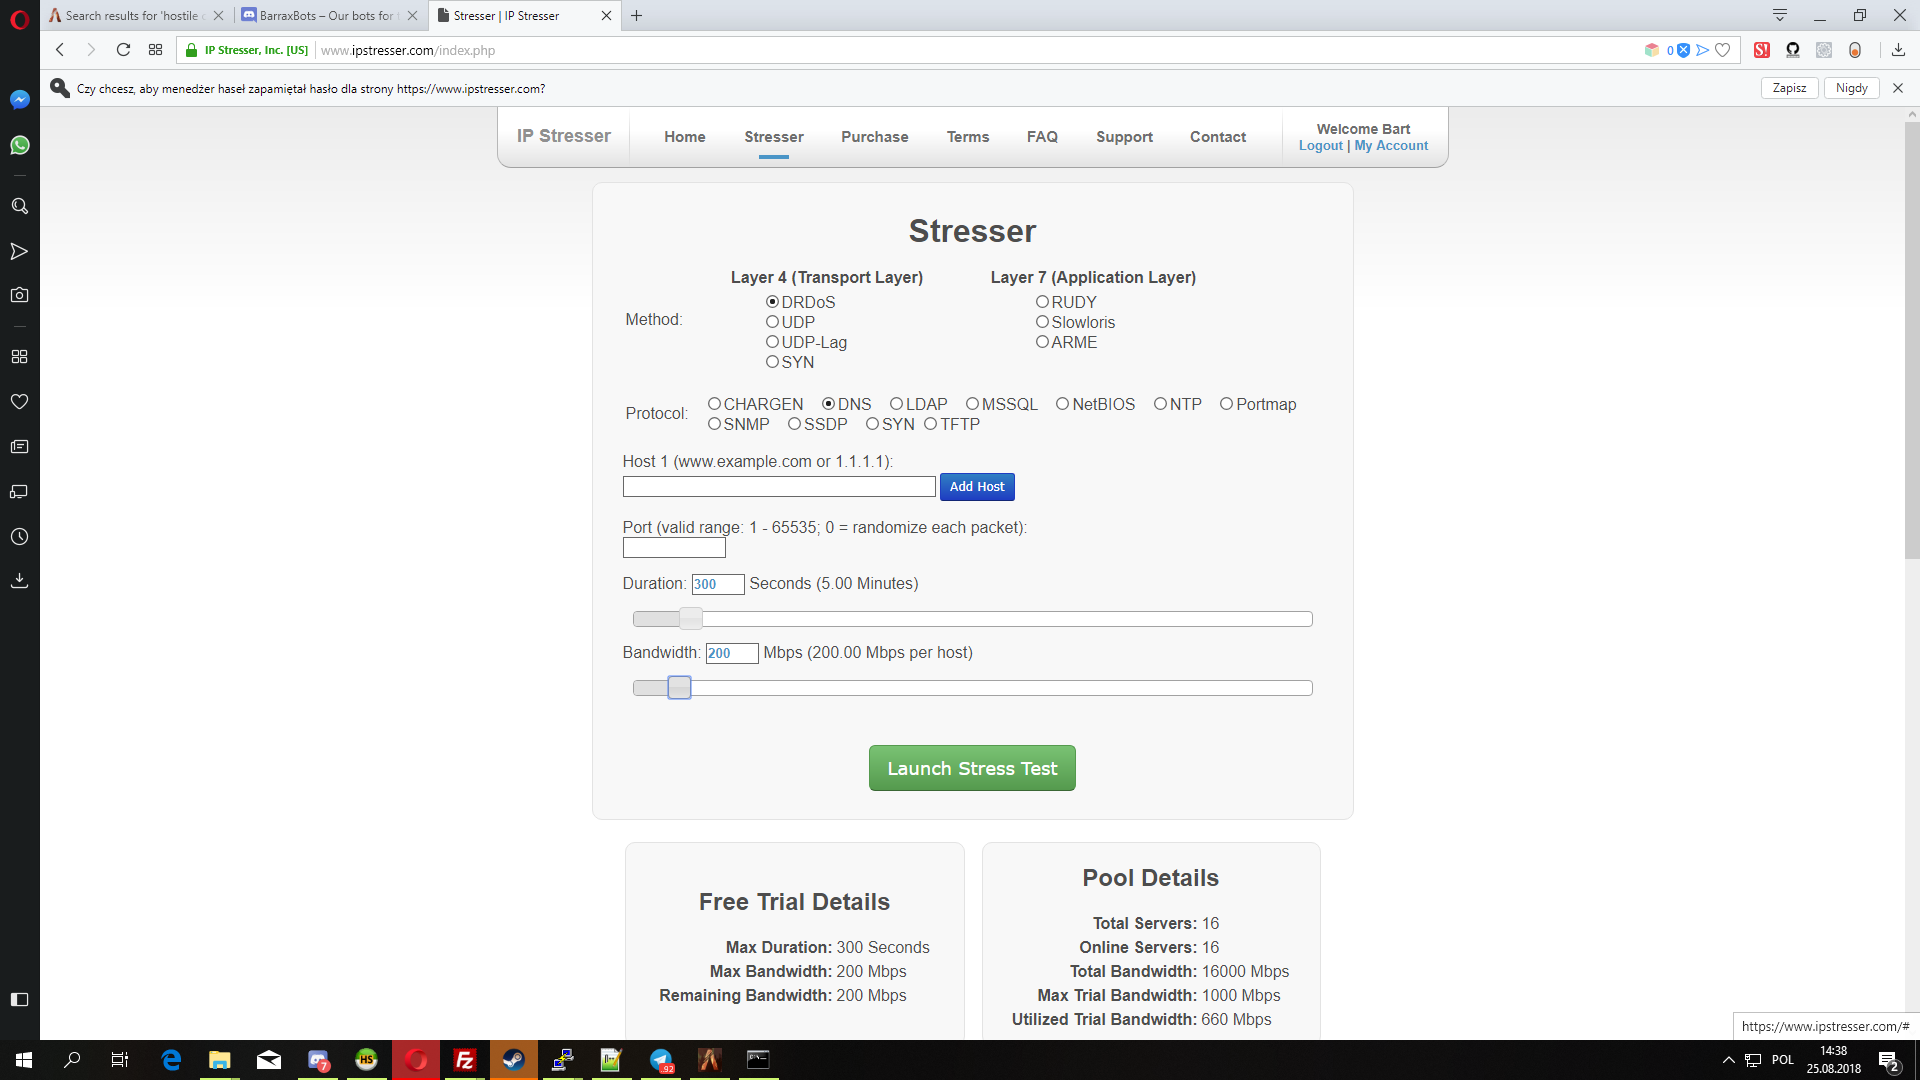 Search results for 'hostile
BarraxBots – Our bots for
Stresser | IP Stresser
IP Stresser, Inc. [US]
www.ipstresser.com/index.php
0
S!
Czy chcesz, aby menedżer haseł zapamiętał hasło dla strony https://www.ipstresser.com?
Zapisz
Nigdy
IP Stresser
Home
Stresser
Purchase
Terms
FAQ
Support
Contact
Welcome Bart
Logout | My Account
Stresser
Layer 4 (Transport Layer)
Layer 7 (Application Layer)
Method:
DRDoS
RUDY
UDP
Slowloris
UDP-Lag
ARME
SYN
Protocol:
CHARGEN DNS LDAP MSSQL NetBIOS NTP Portmap
SNMP SSDP SYN TFTP
Host 1 (www.example.com or 1.1.1.1):
Add Host
Port (valid range: 1 - 65535; 0 = randomize each packet):
Duration: 300 Seconds (5.00 Minutes)
Bandwidth: 200 Mbps (200.00 Mbps per host)
Launch Stress Test
Free Trial Details
Max Duration: 300 Seconds
Max Bandwidth: 200 Mbps
Remaining Bandwidth: 200 Mbps
Pool Details
Total Servers: 16
Online Servers: 16
Total Bandwidth: 16000 Mbps
Max Trial Bandwidth: 1000 Mbps
Utilized Trial Bandwidth: 660 Mbps
https://www.ipstresser.com/#
7
HS
FZ
.92
POL
14:38
25.08.2018
2